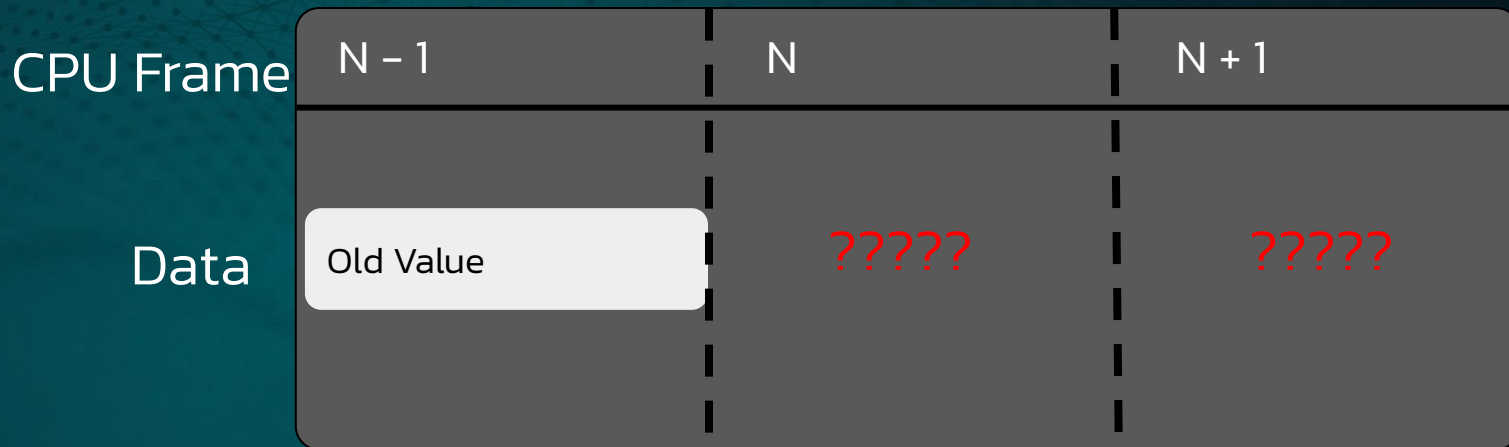 CPU Frame
N – 1
N
N + 1
Data
Old Value
?????
?????